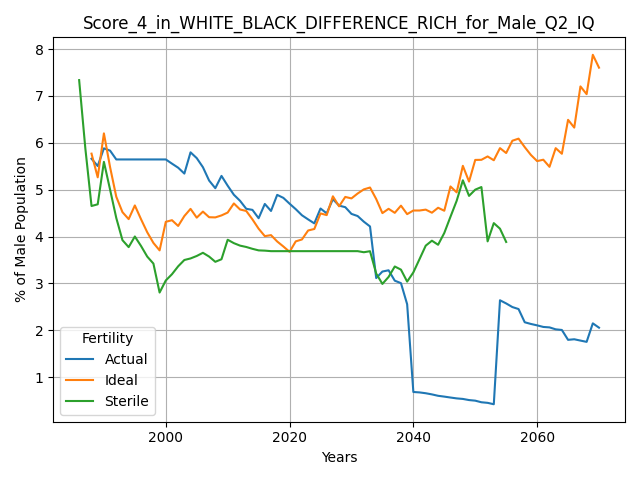 Score_4_in_WHITE_BLACK_DIFFERENCE_RICH_for_Male_Q2_IQ
% of Male Population
8
7
6
5
4
3
2
1
Fertility
Actual
Ideal
Sterile
2000 2020 2040 2060
Years